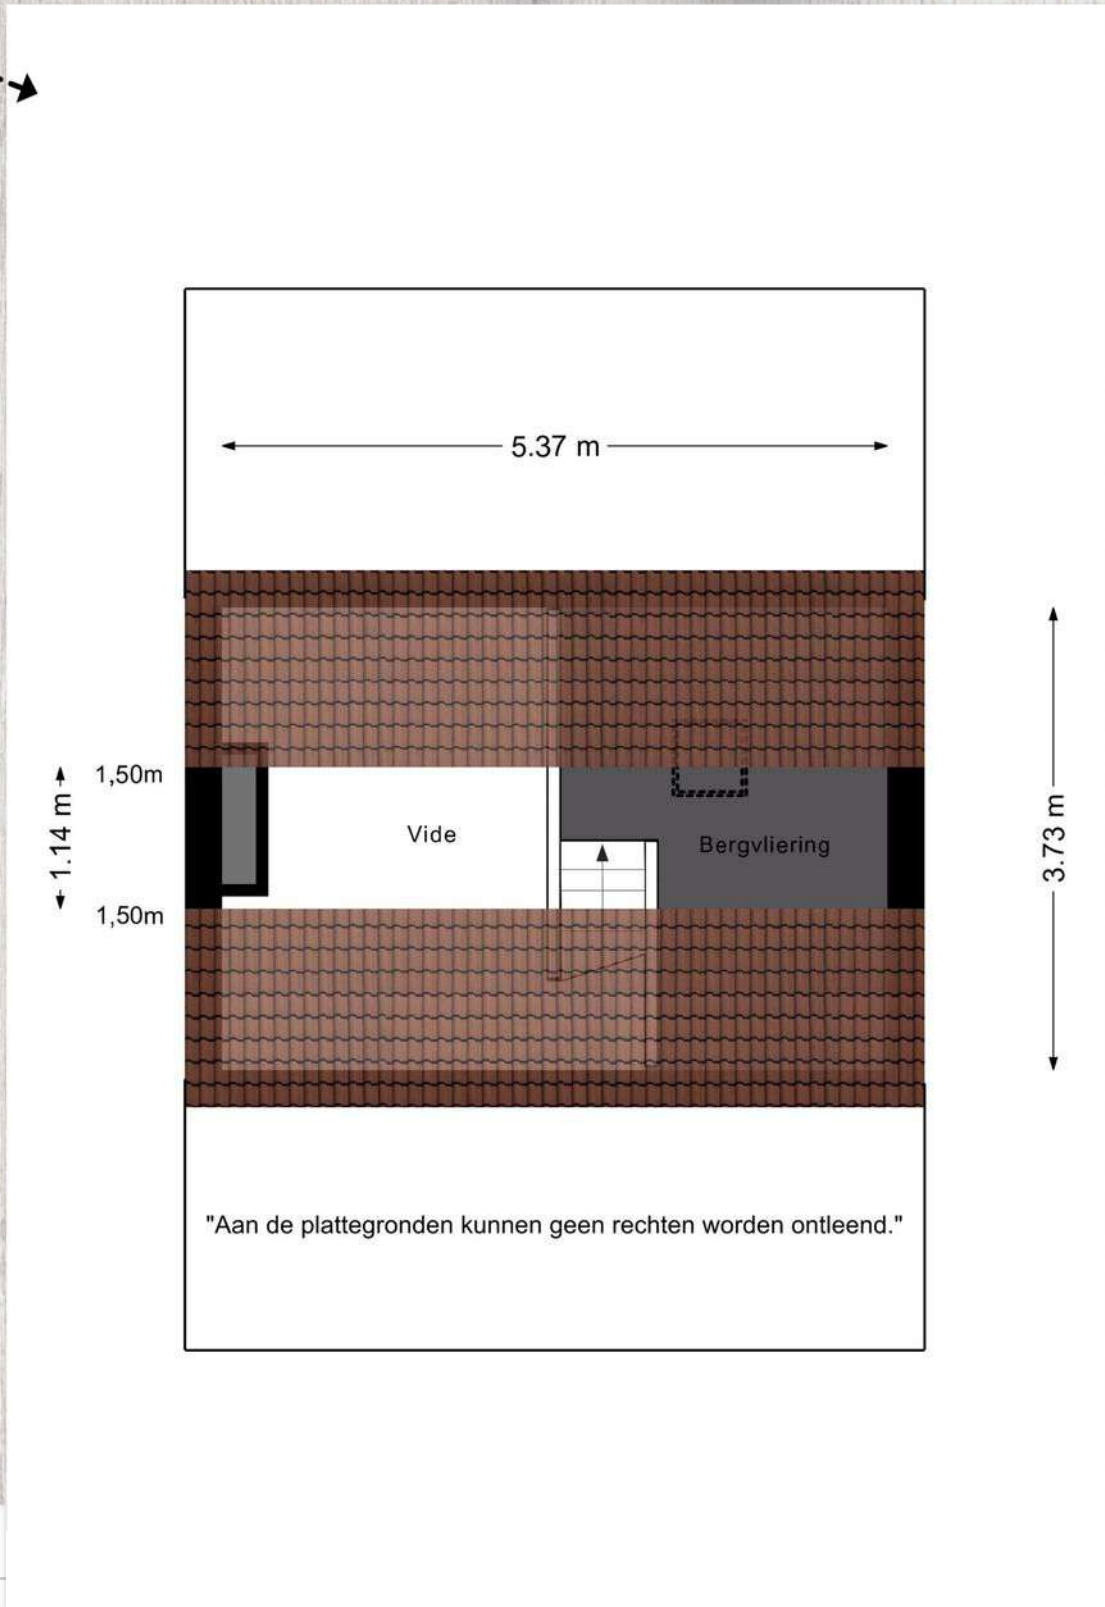 5.37 m
1,50m
1.14 m
Vide
Bergvliering
3.73 m
1,50m
"Aan de plattegronden kunnen geen rechten worden ontleend."